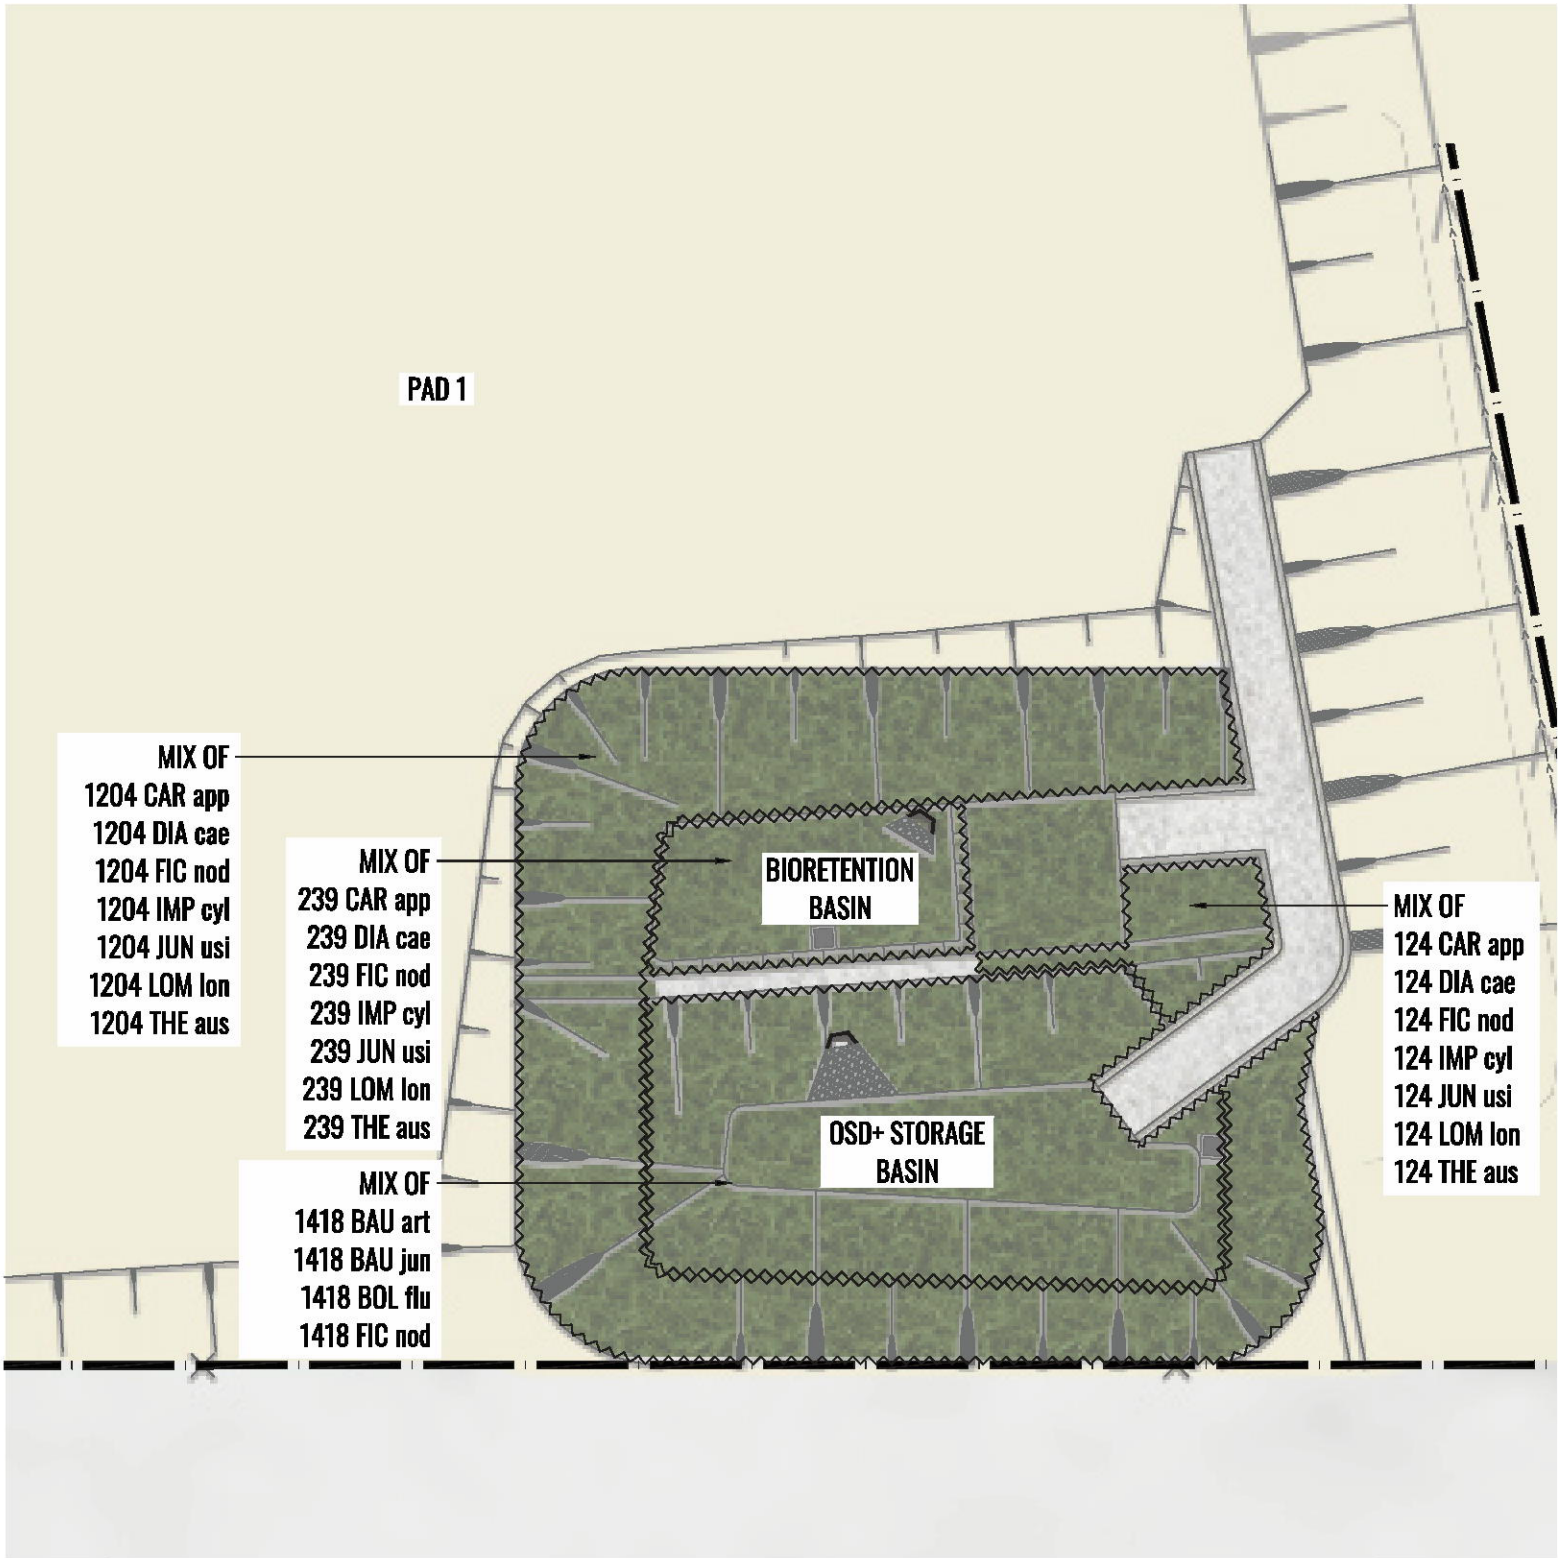 PAD 1
MIX OF
1204 CAR app
1204 DIA cae
1204 FIC nod
1204 IMP cyl
1204 JUN usi
1204 LOM lon
1204 THE aus
MIX OF
239 CAR app
239 DIA cae
239 FIC nod
239 IMP cyl
239 JUN usi
239 LOM lon
239 THE aus
MIX OF
1418 BAU art
1418 BAU jun
1418 BOL flu
1418 FIC nod
BIORETENTION
BASIN
OSD+ STORAGE
BASIN
MIX OF
124 CAR app
124 DIA cae
124 FIC nod
124 IMP cyl
124 JUN usi
124 LOM lon
124 THE aus